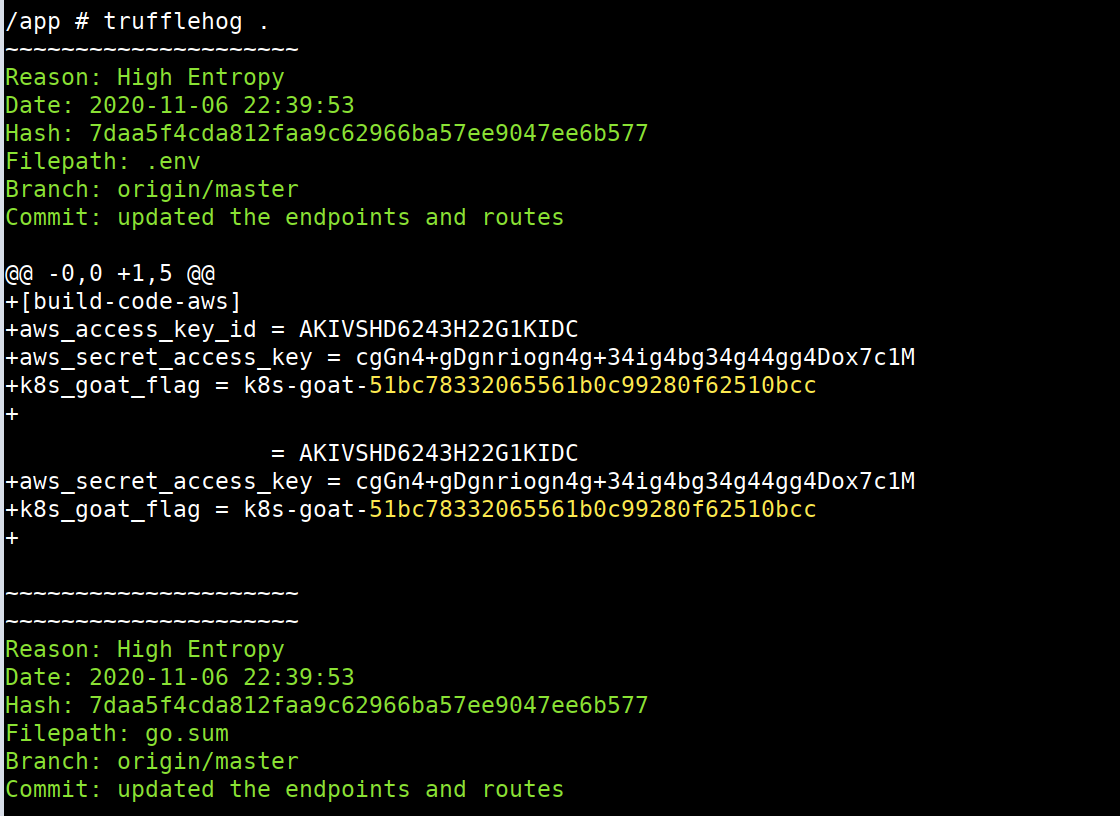 /app # trufflehog .
~~~~~~~~~~~~~~~~~~~~~
Reason: High Entropy
Date: 2020-11-06 22:39:53
Hash: 7daa5f4cda812faa9c62966ba57ee9047ee6b577
Filepath: .env
Branch: origin/master
Commit: updated the endpoints and routes
@@ -0,0 +1,5 @@
+[build-code-aws]
+aws_access_key_id = AKIVSHD6243H22G1KIDC
+aws_secret_access_key = cgGn4+gDgnriogn4g+34ig4bg34g44gg4Dox7c1M
+k8s_goat_flag = k8s-goat-51bc78332065561b0c99280f62510bcc
+
= AKIVSHD6243H22G1KIDC
+aws_secret_access_key = cgGn4+gDgnriogn4g+34ig4bg34g44gg4Dox7c1M
+k8s_goat_flag = k8s-goat-51bc78332065561b0c99280f62510bcc
+
~~~~~~~~~~~~~~~~~~~~~
~~~~~~~~~~~~~~~~~~~~~
Reason: High Entropy
Date: 2020-11-06 22:39:53
Hash: 7daa5f4cda812faa9c62966ba57ee9047ee6b577
Filepath: go.sum
Branch: origin/master
Commit: updated the endpoints and routes